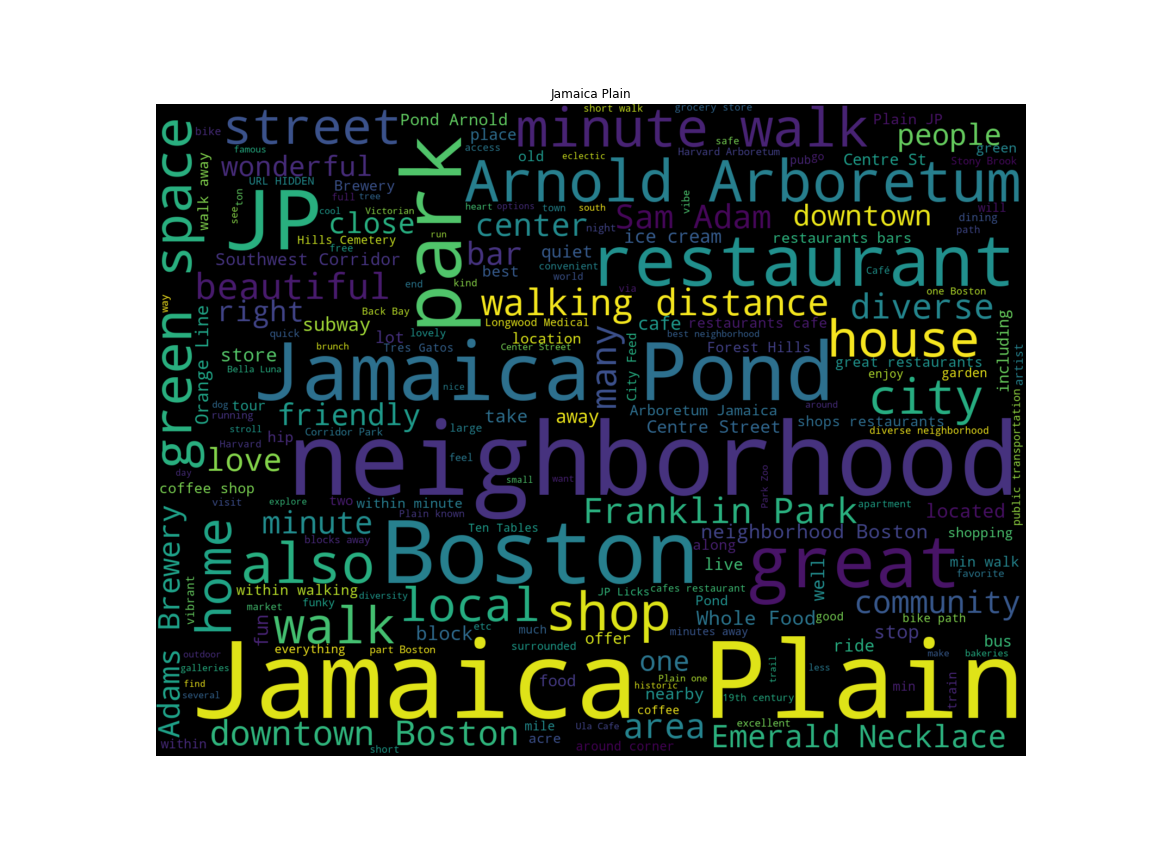 Jamaica Plain
short walk
grocery store
street
Pond Arnold
minute walk
Plain JP
people
bike
place
safe
green
famous
wonderful
access
old
eclectic
Harvard Arboretum
pub
go
Centre St
Stony Brook
green space
walk away
URL HIDDEN
Brewery
park
Arnold Arboretum
full
tree
see
ton
JP
cool
Victorian
heart
options
town
south
vibe
will
close
center
night
Sam Adam
downtown
dining
path
Hills Cemetery
run
free
bar
quiet
ice cream
restaurants bars
Southwest Corridor
best
convenient
world
restaurant
Café
beautiful
end
kind
via
one Boston
way
right
Back Bay
walking distance
diverse
Orange Line
subway
Longwood Medical
many
cafe
restaurants cafe
house
including
quick
lot
lovely
location
City Feed
best neighborhood
artist
store
brunch
Tres Gatos
Center Street
Forest Hills
great restaurants
Bella Luna
Jamaica Pond
nice
enjoy
garden
dog
tour
friendly
take
away
Arboretum Jamaica
around
city
running
stroll
Corridor Park
large
Centre Street
shops restaurants
diverse neighborhood
Harvard
hip
love
neighborhood
feel
day
small
want
Park Zoo
public transportation
coffee shop
visit
explore
two
within minute
Franklin Park
apartment
located
Adams Brewery
home
minute
Plain known
Ten Tables
neighborhood Boston
shopping
blocks away
Boston
along
great
also
live
well
min walk
favorite
vibrant
within walking
diversity
JP Licks
cafes restaurant
market
funky
local
shop
Pond
Whole Food
good
community
bike path
fun
walk
block
etc
much
offer
minutes away
stop
everything
part Boston
surrounded
ride
bus
outdoor
galleries
find
several
Jamaica Plain
one
food
historic
nearby
Plain one
trail
less
make
bakeries
coffee
19th century
min
train
within
downtown Boston
mile
acre
Ula Cafe
area
excellent
short
around corner
Emerald Necklace